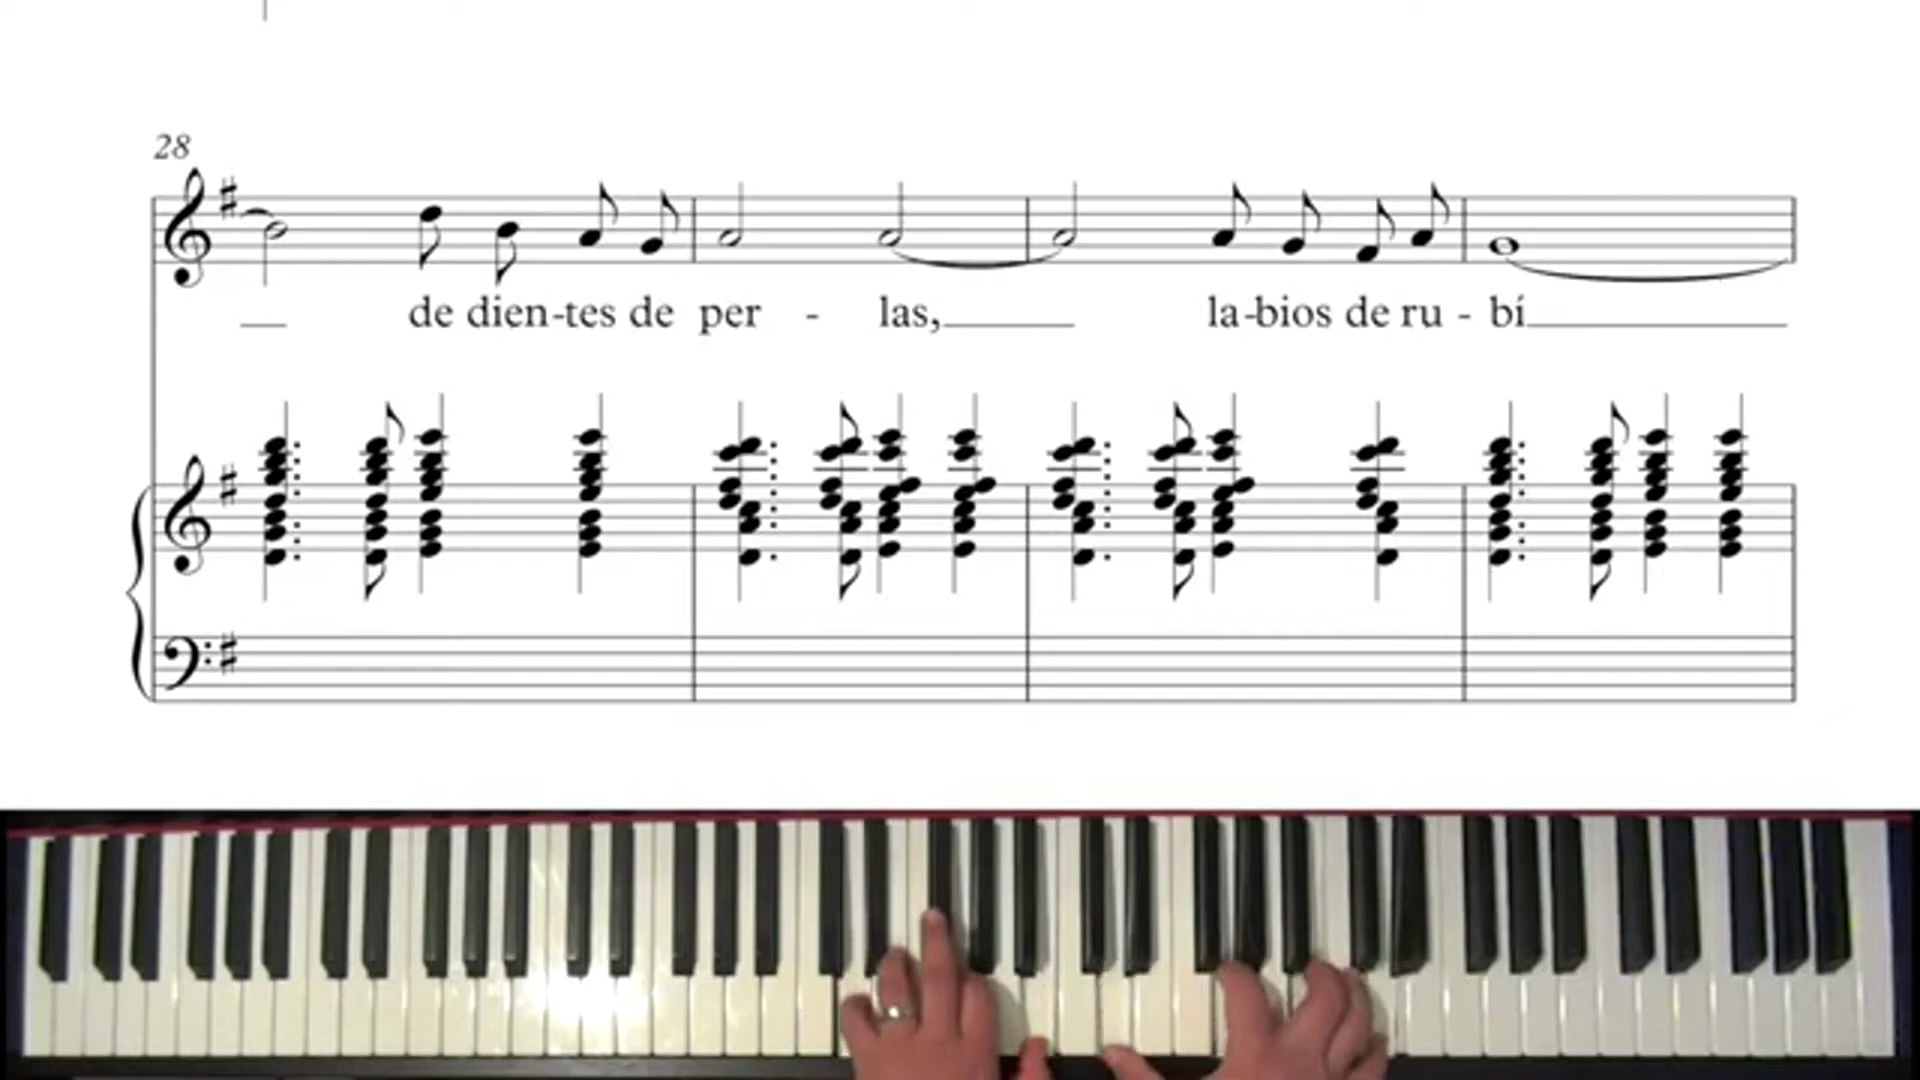 28
de dien-tes de per - las, la-bios de ru - bí